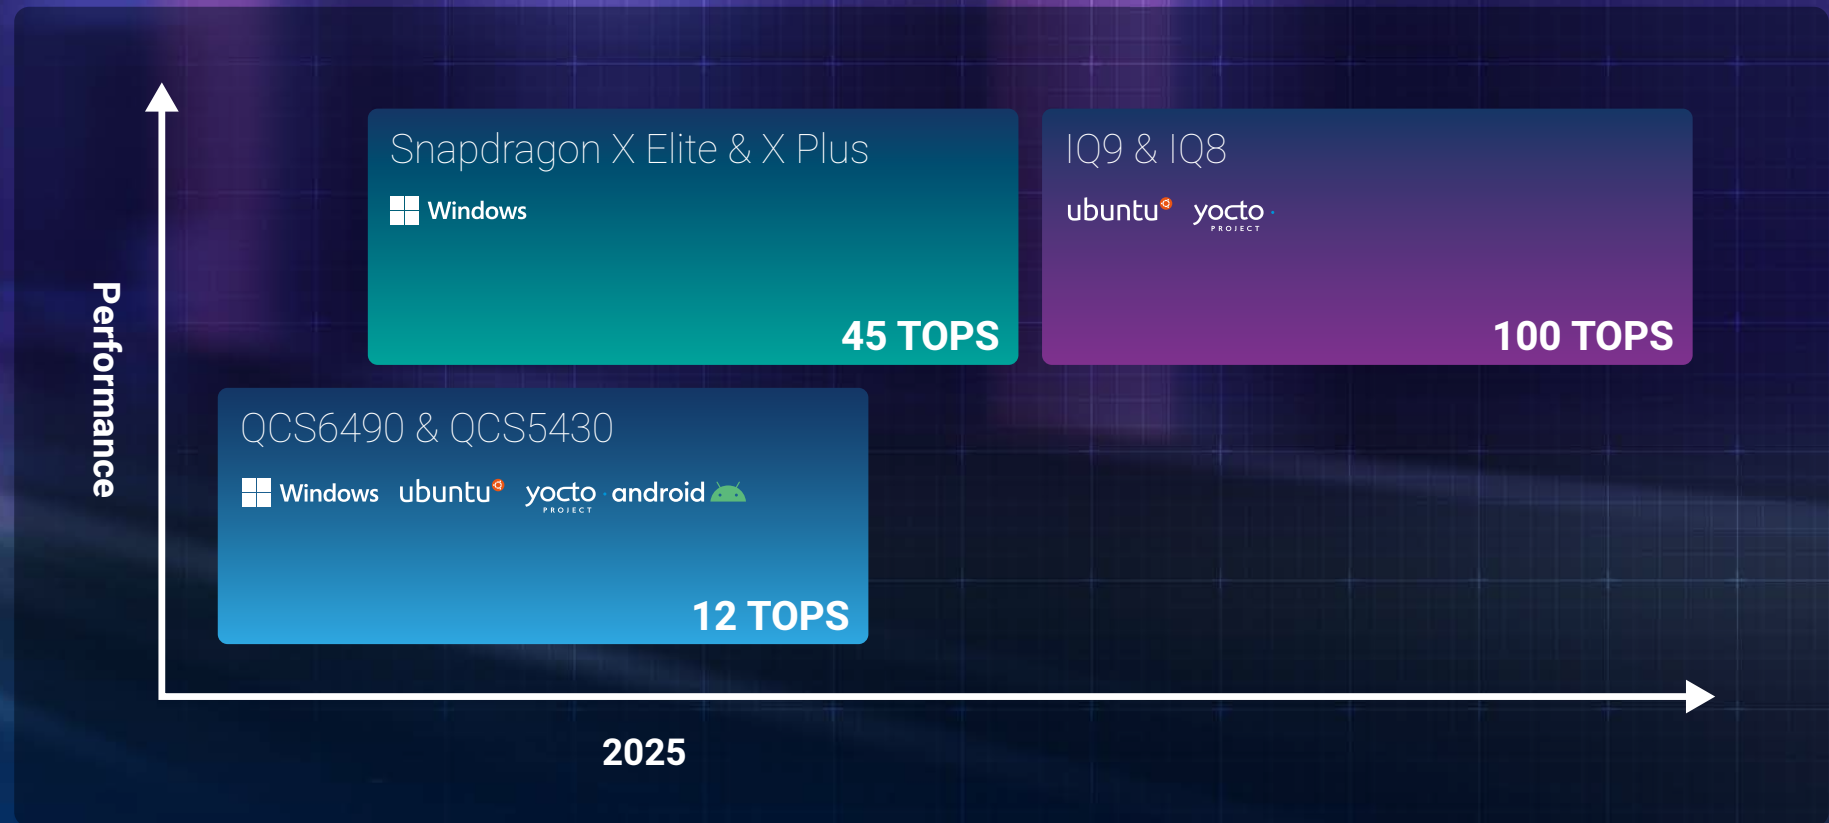 Performance
Snapdragon X Elite & X Plus
Windows
45 TOPS
IQ9 & IQ8
ubuntu yocto PROJECT
100 TOPS
QCS6490 & QCS5430
Windows ubuntu yocto PROJECT android
12 TOPS
2025